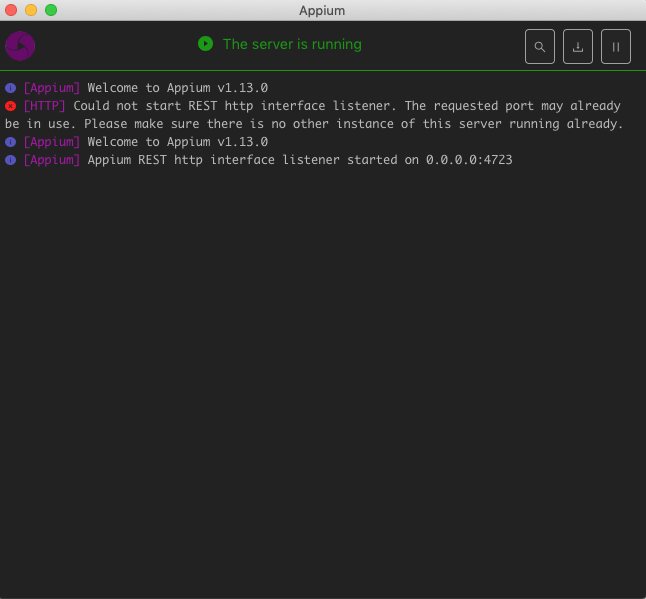 Appium
The server is running
[Appium] Welcome to Appium v1.13.0
[HTTP] Could not start REST http interface listener. The requested port may already
be in use. Please make sure there is no other instance of this server running already.
[Appium] Welcome to Appium v1.13.0
[Appium] Appium REST http interface listener started on 0.0.0.0:4723